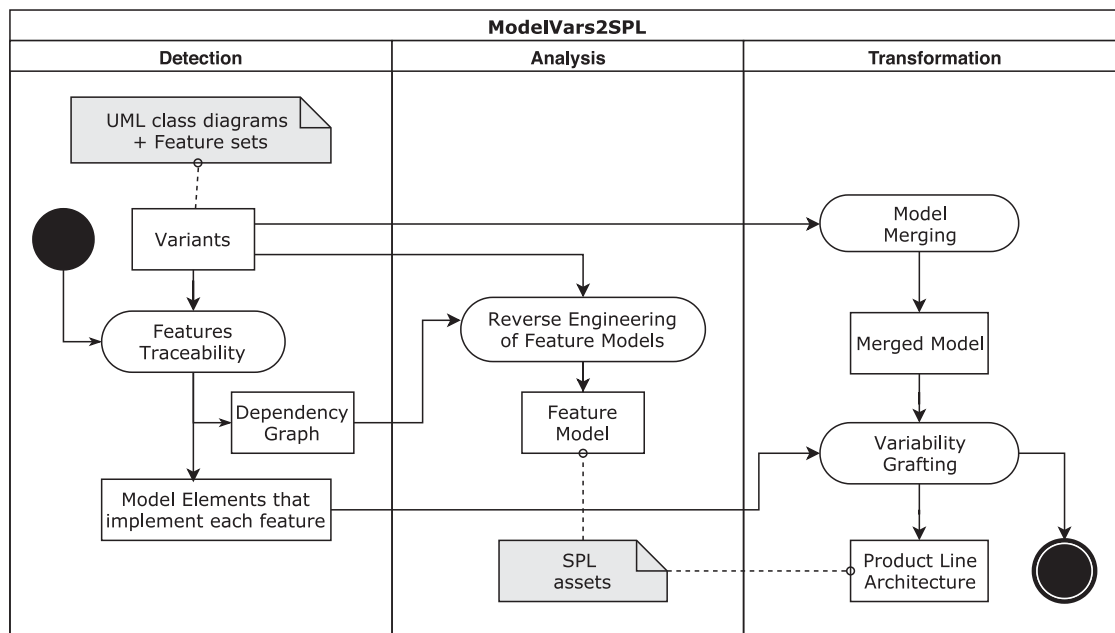 ModelVars2SPL
Detection
Analysis
Transformation
UML class diagrams
+ Feature sets
Variants
Model
Merging
Features
Traceability
Reverse Engineering
of Feature Models
Merged Model
Dependency
Graph
Feature
Model
Variability
Grafting
Model Elements that
implement each feature
SPL
assets
Product Line
Architecture